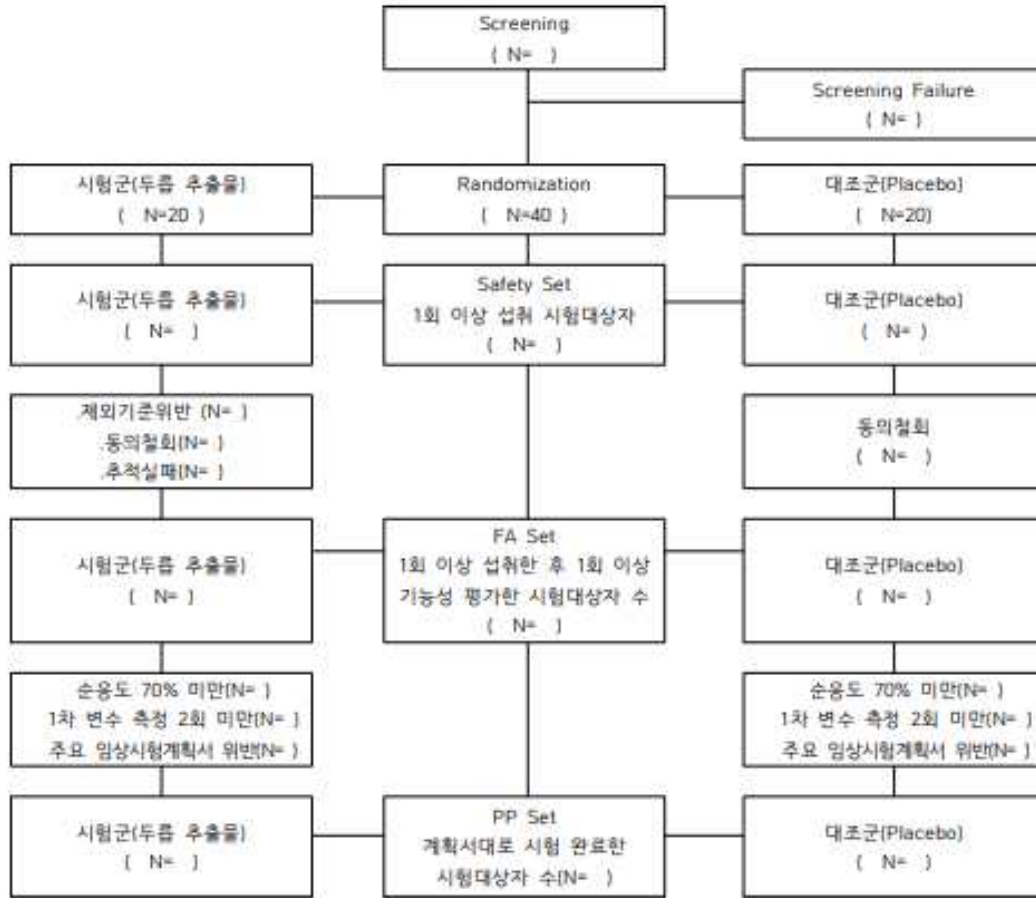 Screening
( N=   )
Screening Failure
( N= )
시험군(두릅 추출물)
(   N=20 )
Randomization
(   N=40   )
대조군(Placebo)
(   N=20)
시험군(두릅 추출물)
(   N=   )
Safety Set
1회 이상 섭취 시험대상자
(   N=   )
대조군(Placebo)
(   N=   )
.제외기준위반 (N= )
.동의철회(N= )
.추적실패(N= )
동의철회
(   N=   )
시험군(두릅 추출물)
(   N=   )
FA Set
1회 이상 섭취한 후 1회 이상
기능성 평가한 시험대상자 수
(   N=   )
대조군(Placebo)
(   N=   )
순응도 70% 미만(N= )
1차 변수 측정 2회 미만(N= )
주요 임상시험계획서 위반(N= )
순응도 70% 미만(N= )
1차 변수 측정 2회 미만(N= )
주요 임상시험계획서 위반(N= )
시험군(두릅 추출물)
(   N=   )
PP Set
계획서대로 시험 완료한
시험대상자 수(N=   )
대조군(Placebo)
(   N=   )